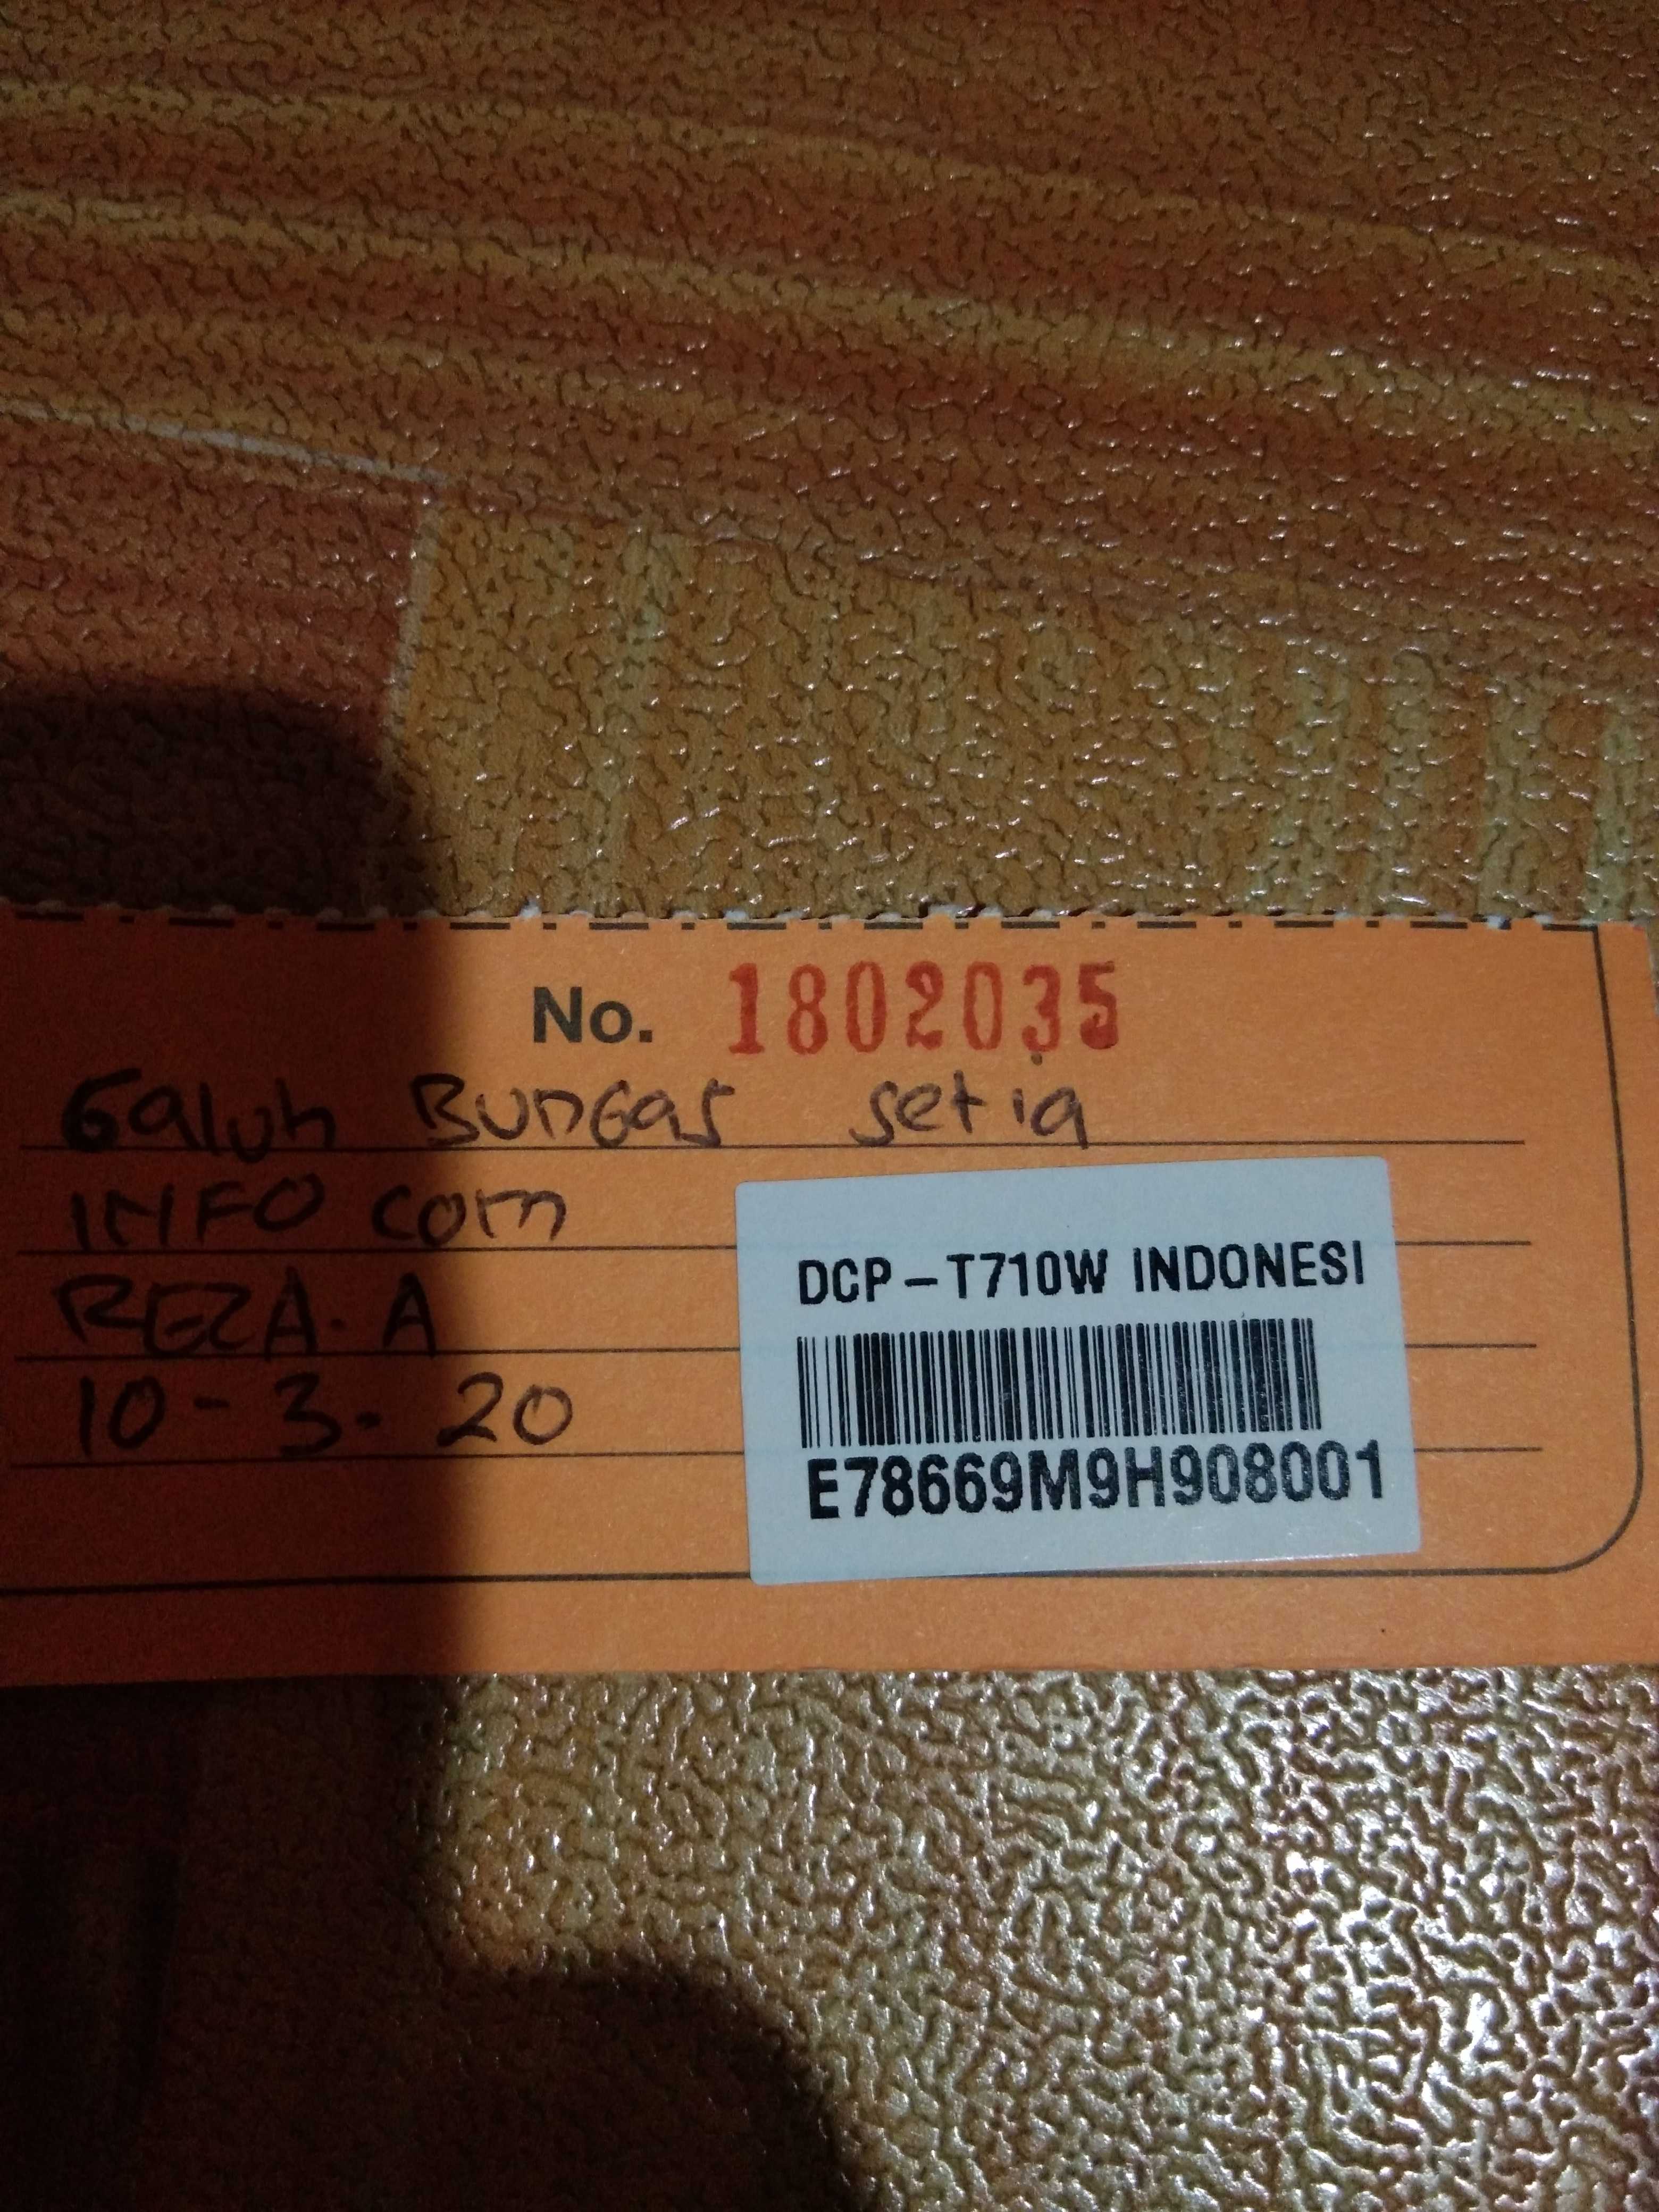 No. 1802035
Galuh BunGas setia
INFO com
REZA. A
10-3-20
DCP-T710W INDONESI
E78669M9H908001